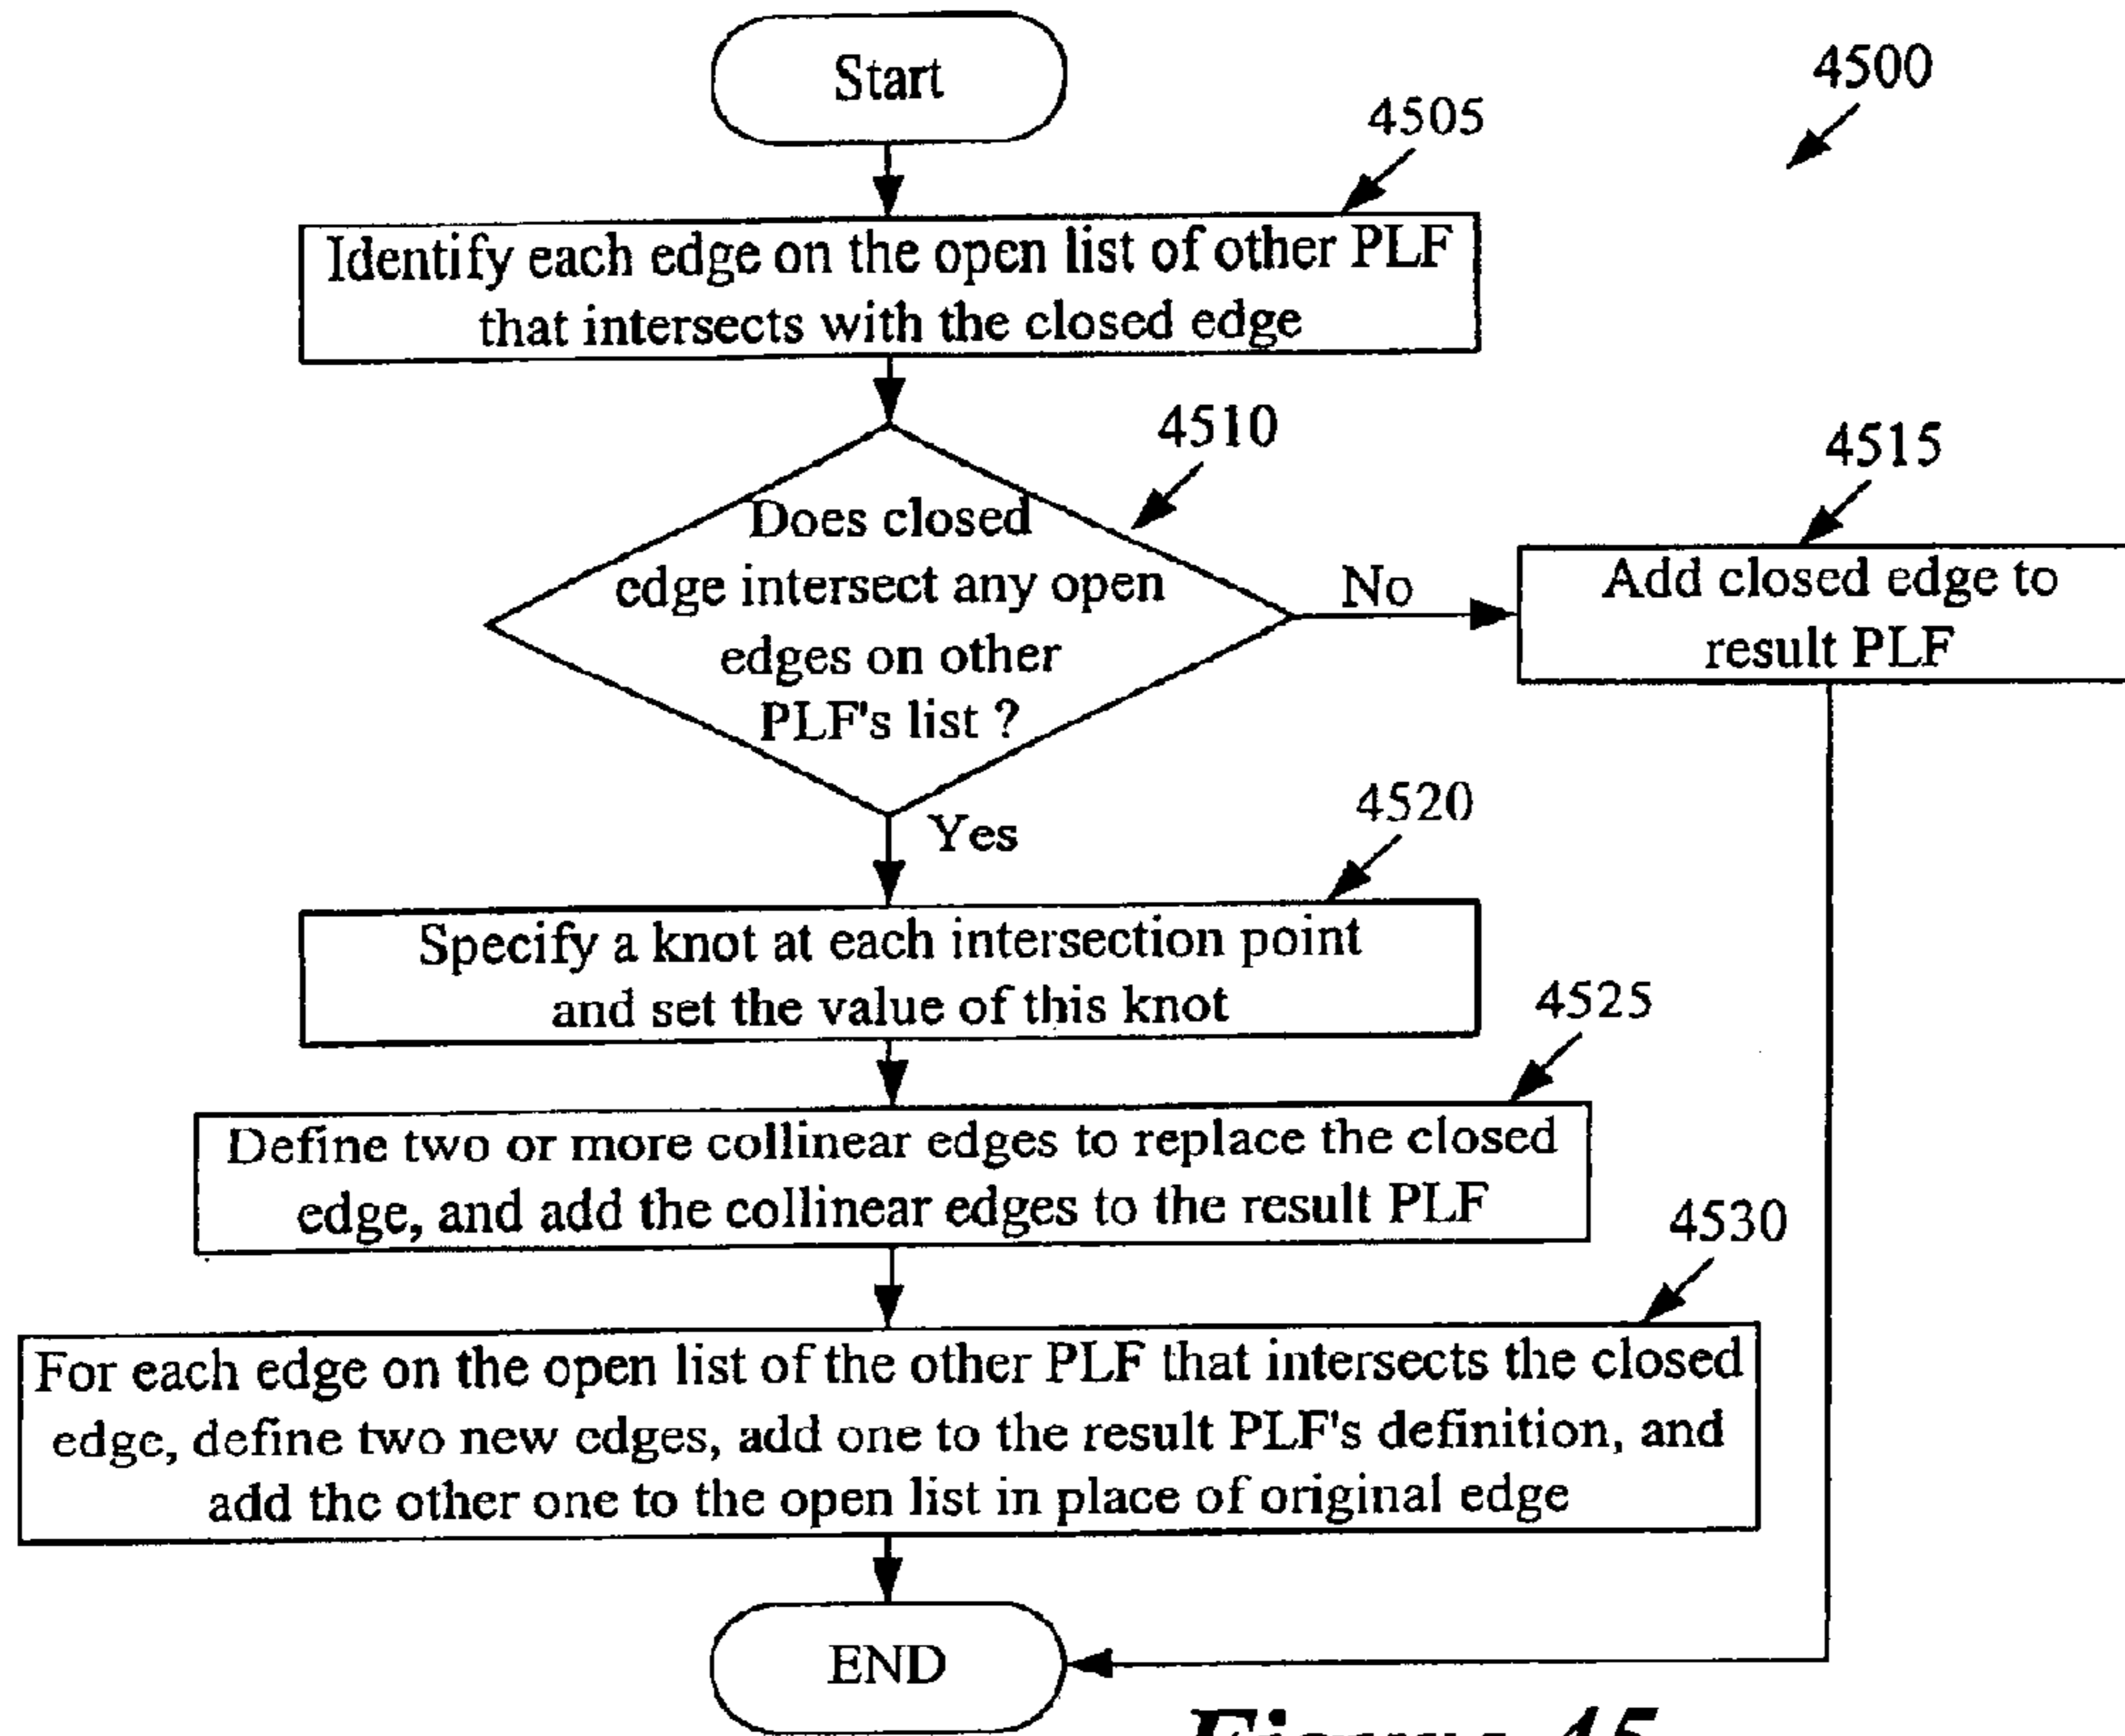 Start
4500
4505
Identify each edge on the open list of other PLF
that intersects with the closed edge
4510
Does closed
edge intersect any open
edges on other
PLF's list ?
No
4515
Add closed edge to
result PLF
Yes
4520
Specify a knot at each intersection point
and set the value of this knot
4525
Define two or more collinear edges to replace the closed
edge, and add the collinear edges to the result PLF
4530
For each edge on the open list of the other PLF that intersects the closed
edge, define two new edges, add one to the result PLF's definition, and
add the other one to the open list in place of original edge
END
Figure 45